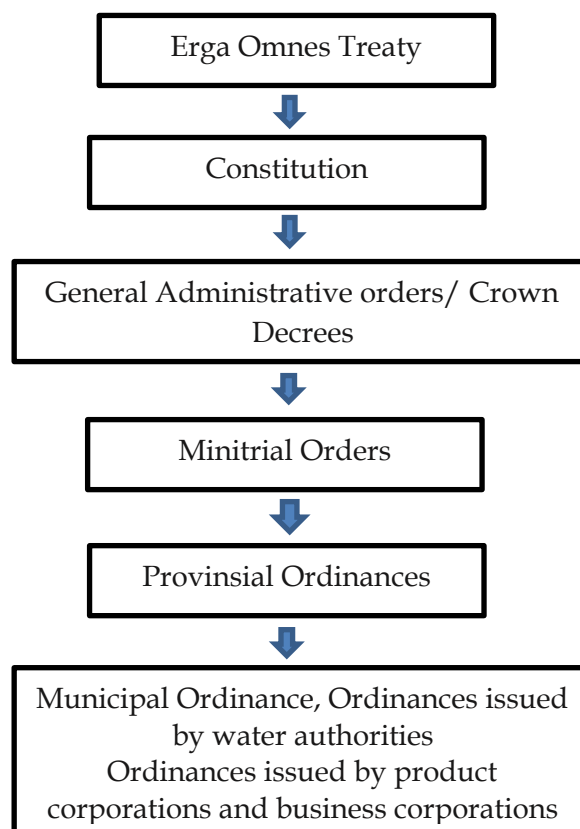 Erga Omnes Treaty
Constitution
General Administrative orders/ Crown
Decrees
Minitrial Orders
Provinsial Ordinances
Municipal Ordinance, Ordinances issued
by water authorities
Ordinances issued by product
corporations and business corporations